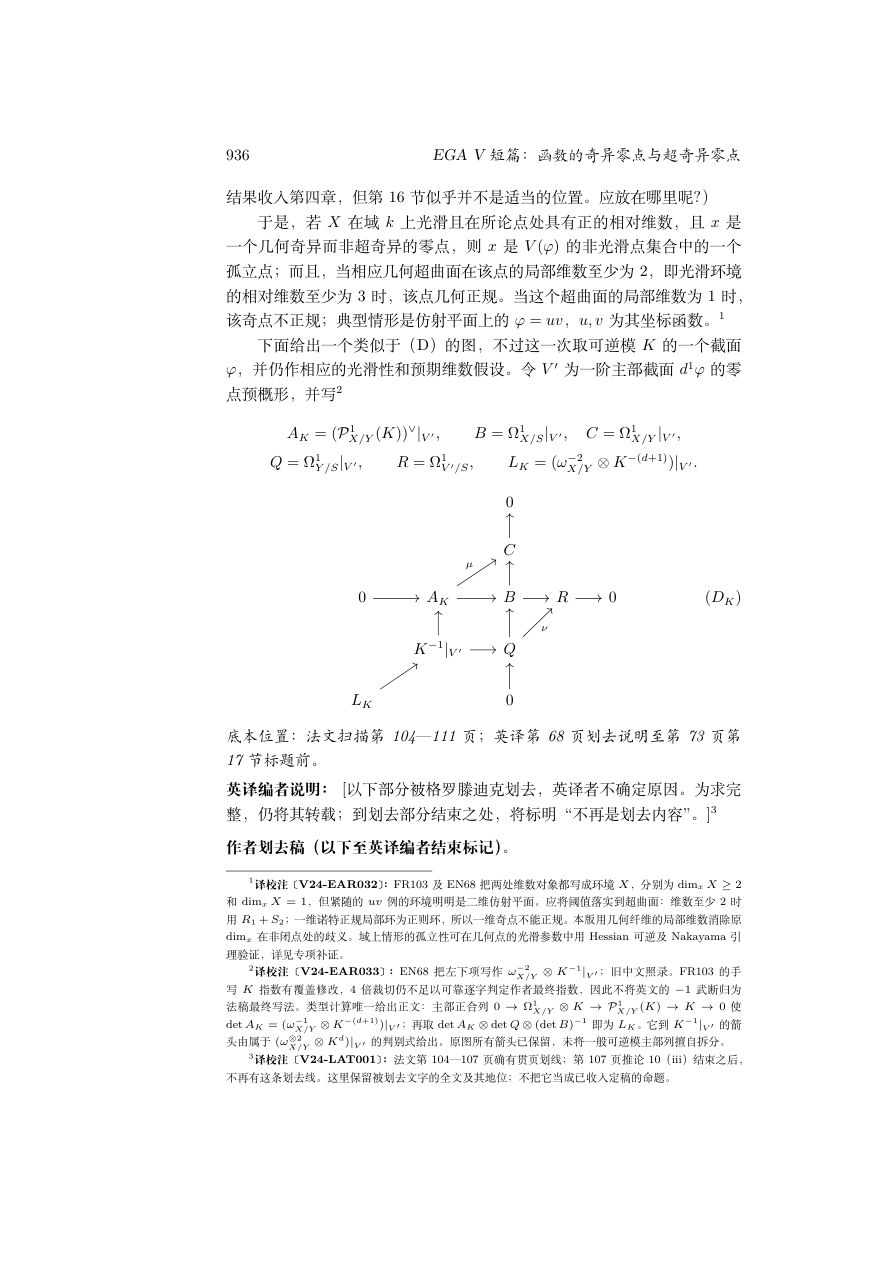 936 EGA V 短篇：函数的奇异零点与超奇异零点
结果收入第四章，但第 16 节似乎并不是适当的位置。应放在哪里呢？）
于是，若 X 在域 k 上光滑且在所论点处具有正的相对维数，且 x 是
一个几何奇异而非超奇异的零点，则 x 是 V(φ) 的非光滑点集合中的一个
孤立点；而且，当相应几何超曲面在该点的局部维数至少为 2，即光滑环境
的相对维数至少为 3 时，该点几何正规。当这个超曲面的局部维数为 1 时，
该奇点不正规；典型情形是仿射平面上的 φ = uv，u, v 为其坐标函数。¹
下面给出一个类似于（D）的图，不过这一次取可逆模 K 的一个截面
φ，并仍作相应的光滑性和预期维数假设。令 V′ 为一阶主部截面 d¹φ 的零
点预概形，并写²
A_K = (𝒫¹_{X/Y}(K))^∨|_{V′}, B = Ω¹_{X/S}|_{V′}, C = Ω¹_{X/Y}|_{V′},
Q = Ω¹_{Y/S}|_{V′}, R = Ω¹_{V′/S}, L_K = (ω^{-2}_{X/Y} ⊗ K^{-(d+1)})|_{V′}.
0
C
μ
0 → A_K → B → R → 0 (D_K)
ν
K^{-1}|_{V′} → Q
L_K 0
底本位置：法文扫描第 104—111 页；英译第 68 页划去说明至第 73 页第
17 节标题前。
英译编者说明： [以下部分被格罗滕迪克划去，英译者不确定原因。为求完
整，仍将其转载；到划去部分结束之处，将标明“不再是划去内容”。]³
作者划去稿（以下至英译编者结束标记）。
¹译校注〔V24-EAR032〕：FR103 及 EN68 把两处维数对象都写成环境 X，分别为 dim_x X ≥ 2
和 dim_x X = 1，但紧随的 uv 例的环境明明是二维仿射平面。应将阈值落实到超曲面：维数至少 2 时
用 R₁ + S₂；一维诺特正规局部环为正则环，所以一维奇点不能正规。本版用几何纤维的局部维数消除原
dim_x 在非闭点处的歧义。域上情形的孤立性可在几何点的光滑参数中用 Hessian 可逆及 Nakayama 引
理验证，详见专项补证。
²译校注〔V24-EAR033〕：EN68 把左下项写作 ω^{-2}_{X/Y} ⊗ K^{-1}|_{V′}；旧中文照录。FR103 的手
写 K 指数有覆盖修改，4 倍裁切仍不足以可靠逐字判定作者最终指数，因此不将英文的 −1 武断归为
法稿最终写法。类型计算唯一给出正文：主部正合列 0 → Ω¹_{X/Y} ⊗ K → 𝒫¹_{X/Y}(K) → K → 0 使
det A_K = (ω^{-1}_{X/Y} ⊗ K^{-(d+1)})|_{V′}；再取 det A_K ⊗ det Q ⊗ (det B)^{-1} 即为 L_K。它到 K^{-1}|_{V′} 的箭
头由属于 (ω^{⊗2}_{X/Y} ⊗ K^d)|_{V′} 的判别式给出。原图所有箭头已保留，未将一般可逆模主部列擅自拆分。
³译校注〔V24-LAT001〕：法文第 104—107 页确有贯页划线；第 107 页推论 10（iii）结束之后，
不再有这条划去线。这里保留被划去文字的全文及其地位；不把它当成已收入定稿的命题。